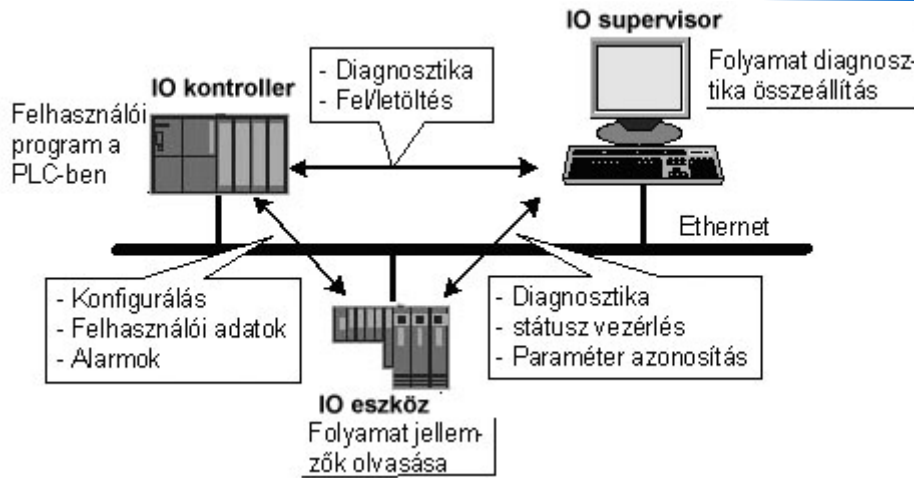 IO supervisor
Folyamat diagnosz-
tika összeállítás
IO kontroller
- Diagnosztika
- Fel/letöltés
Felhasználói
program a
PLC-ben
Ethernet
- Konfigurálás
- Felhasználói adatok
- Alarmok
- Diagnosztika
- státusz vezérlés
- Paraméter azonosítás
IO eszköz
Folyamat jellem-
zők olvasása